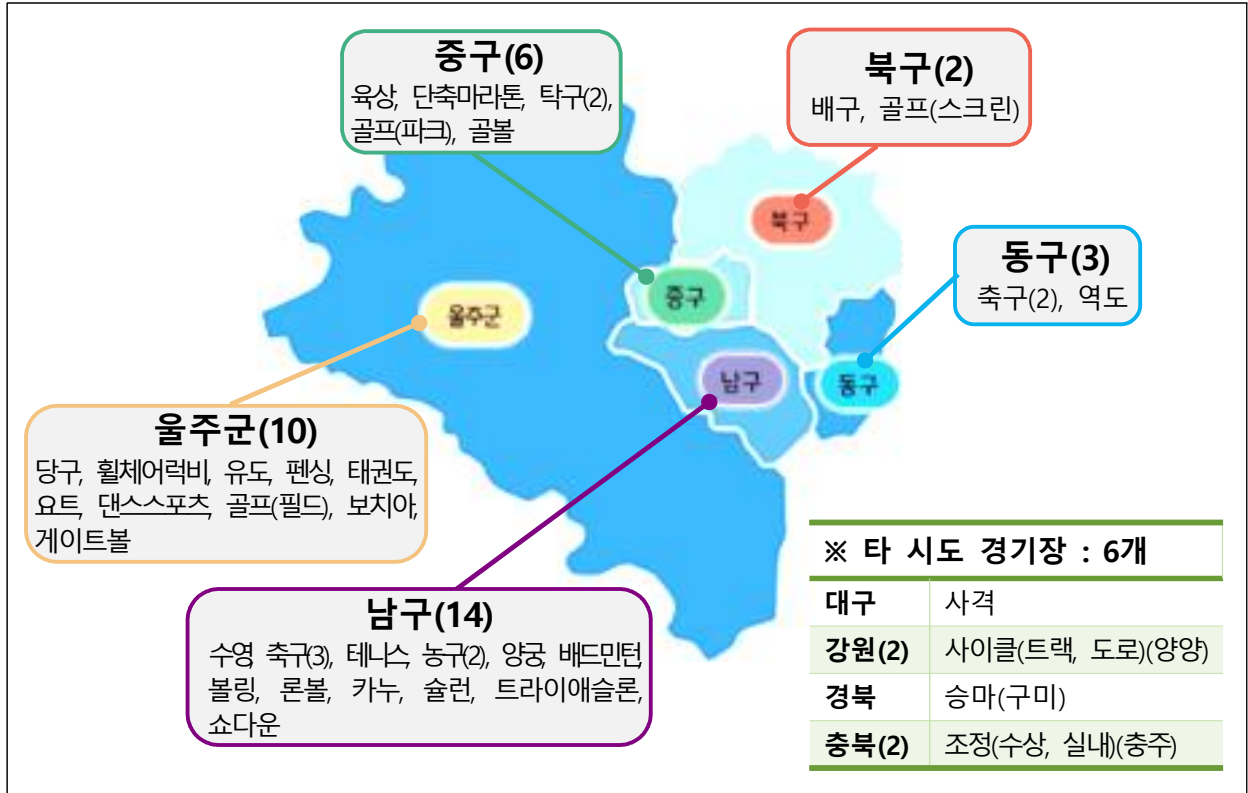 중구(6)
육상, 단축마라톤, 탁구(2),
골프(파크), 골볼
북구(2)
배구, 골프(스크린)
동구(3)
축구(2), 역도
북구
중구
울주군
남구
동구
울주군(10)
당구, 휠체어럭비, 유도, 펜싱, 태권도,
요트, 댄스스포츠, 골프(필드), 보치아,
게이트볼
남구(14)
수영, 축구(3), 테니스, 농구(2), 양궁, 배드민턴,
볼링, 론볼, 카누, 슐런, 트라이애슬론,
쇼다운
※ 타 시도 경기장 : 6개
대구 사격
강원(2) 사이클(트랙, 도로)(양양)
경북 승마(구미)
충북(2) 조정(수상, 실내)(충주)